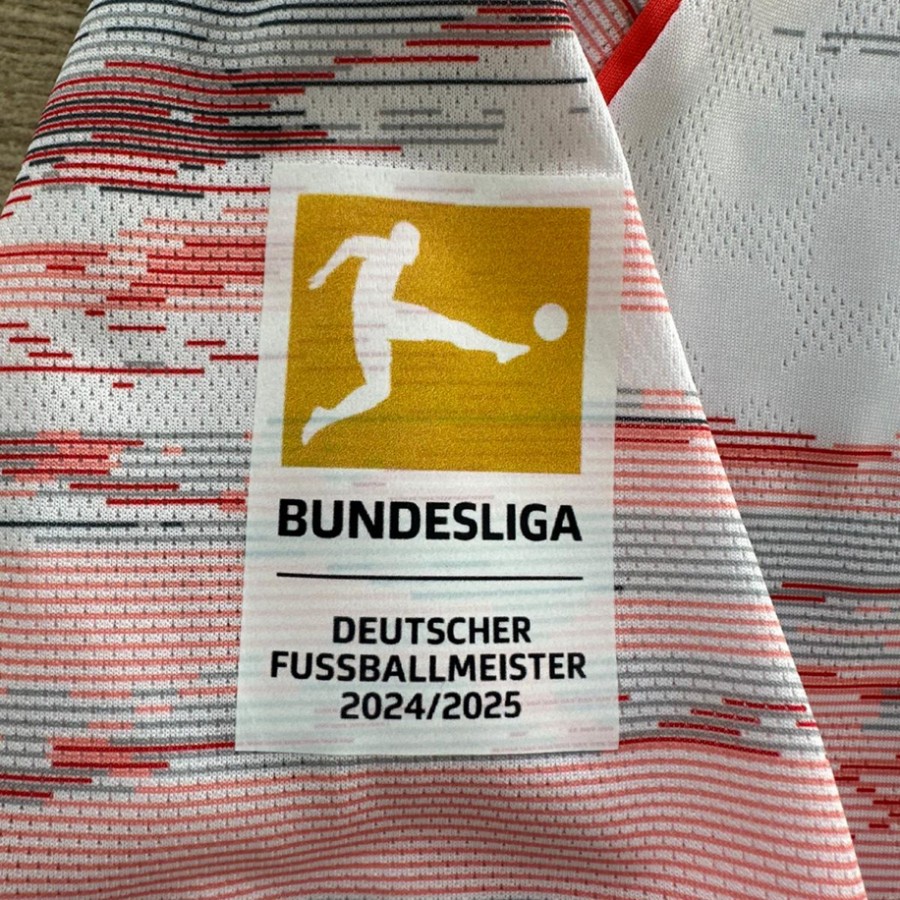 BUNDESLIGA
DEUTSCHER
FUSSBALLMEISTER
2024/2025